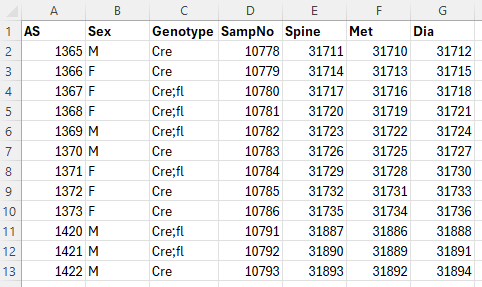 A B C D E F G
1 AS Sex Genotype SampNo Spine Met Dia
2 1365 M Cre 10778 31711 31710 31712
3 1366 F Cre 10779 31714 31713 31715
4 1367 F Cre;fl 10780 31717 31716 31718
5 1368 F Cre;fl 10781 31720 31719 31721
6 1369 M Cre;fl 10782 31723 31722 31724
7 1370 M Cre 10783 31726 31725 31727
8 1371 F Cre;fl 10784 31729 31728 31730
9 1372 F Cre 10785 31732 31731 31733
10 1373 F Cre 10786 31735 31734 31736
11 1420 M Cre;fl 10791 31887 31886 31888
12 1421 M Cre;fl 10792 31890 31889 31891
13 1422 M Cre 10793 31893 31892 31894